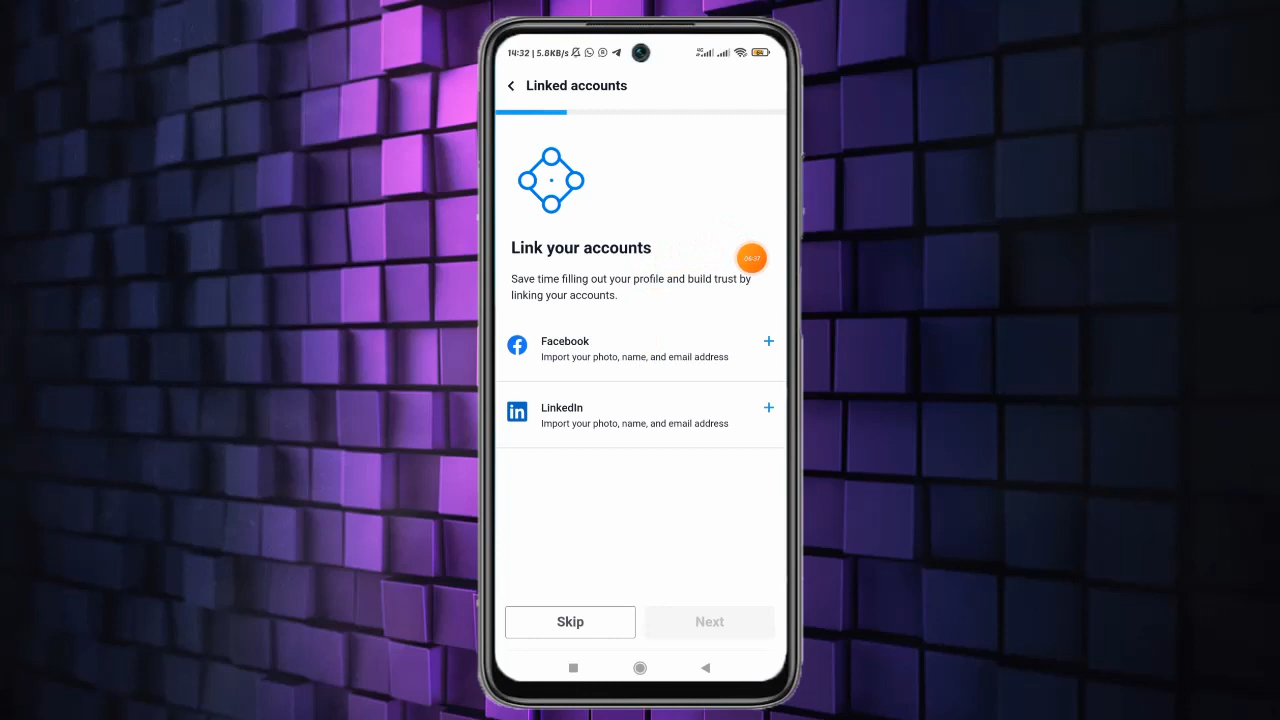 14:32 | 5.8KB/s
Linked accounts
Link your accounts
06:37
Save time filling out your profile and build trust by
linking your accounts.
Facebook
Import your photo, name, and email address
LinkedIn
Import your photo, name, and email address
Skip
Next